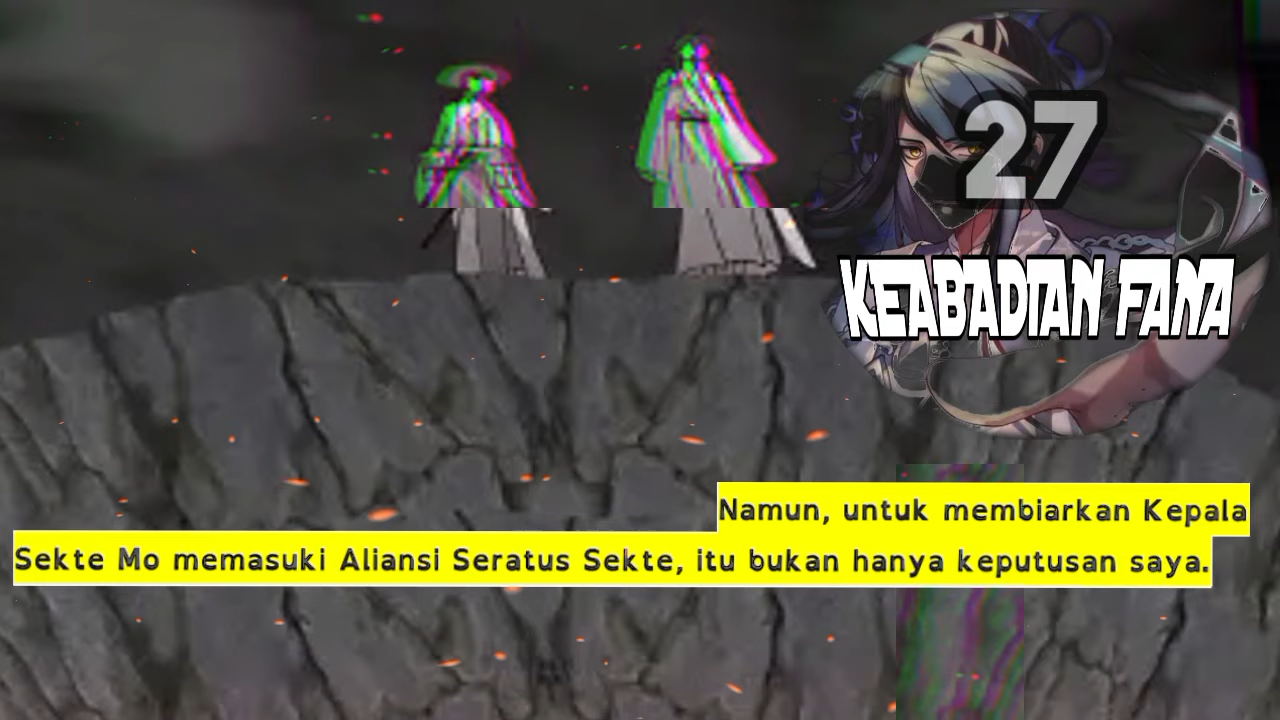 27
KEABADIAN FANA
Namun, untuk membiarkan Kepala
Sekte Mo memasuki Aliansi Seratus Sekte, itu bukan hanya keputusan saya.